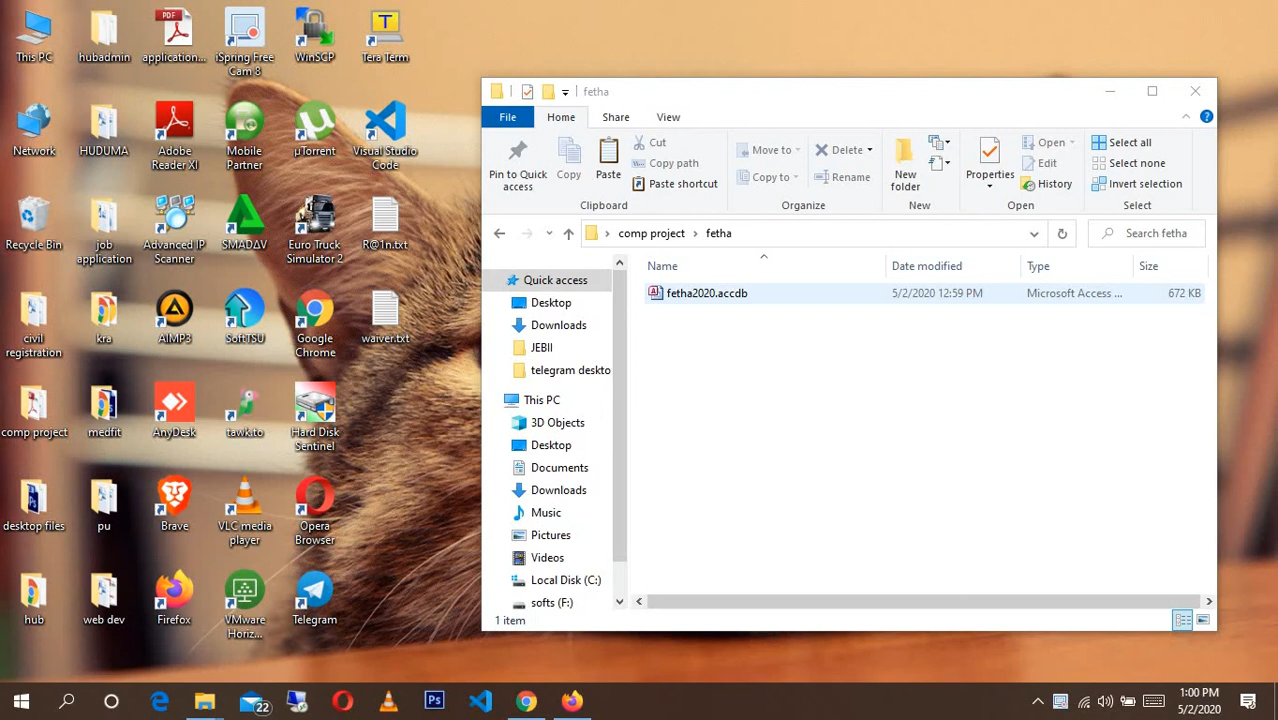 This PC
hubadmin
PDF
application...
iSpring Free
Cam 8
WinSCP
T
Tera Term
Network
HUDUMA
Adobe
Reader XI
Mobile
Partner
µTorrent
Visual Studio
Code
Recycle Bin
job
application
Advanced IP
Scanner
SMADΔV
Euro Truck
Simulator 2
R@1n.txt
civil
registration
kra
AIMP3
SoftTSU
Google
Chrome
waiver.txt
comp project
medfit
AnyDesk
tawk.to
Hard Disk
Sentinel
desktop files
pu
Brave
VLC media
player
Opera
Browser
hub
web dev
Firefox
VMware
Horiz...
Telegram
fetha
File
Home
Share
View
Pin to Quick
access
Copy
Paste
Cut
Copy path
Paste shortcut
Clipboard
Move to
Copy to
Delete
Rename
Organize
New
folder
New
Properties
Open
Edit
History
Open
Select all
Select none
Invert selection
Select
comp project > fetha
Search fetha
Quick access
Desktop
Downloads
JEBII
telegram deskto
This PC
3D Objects
Desktop
Documents
Downloads
Music
Pictures
Videos
Local Disk (C:)
softs (F:)
Name Date modified Type Size
fetha2020.accdb 5/2/2020 12:59 PM Microsoft Access ... 672 KB
1 item
22
Ps
1:00 PM
5/2/2020